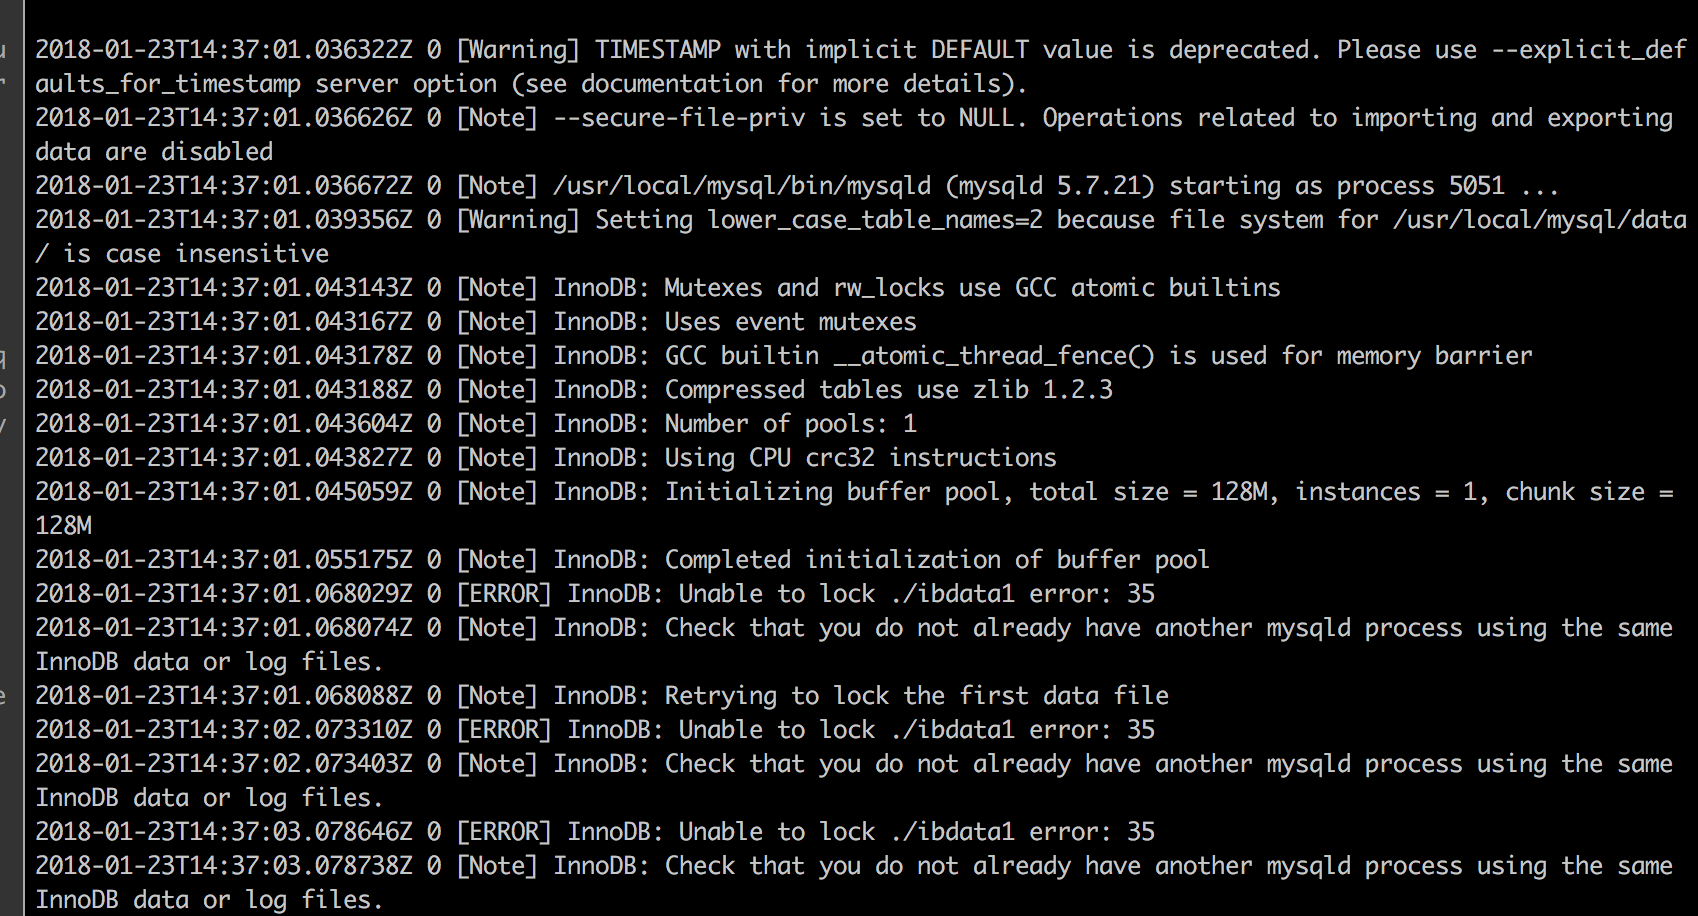 2018-01-23T14:37:01.036322Z 0 [Warning] TIMESTAMP with implicit DEFAULT value is deprecated. Please use --explicit_def
aults_for_timestamp server option (see documentation for more details).
2018-01-23T14:37:01.036626Z 0 [Note] --secure-file-priv is set to NULL. Operations related to importing and exporting
data are disabled
2018-01-23T14:37:01.036672Z 0 [Note] /usr/local/mysql/bin/mysqld (mysqld 5.7.21) starting as process 5051 ...
2018-01-23T14:37:01.039356Z 0 [Warning] Setting lower_case_table_names=2 because file system for /usr/local/mysql/data
/ is case insensitive
2018-01-23T14:37:01.043143Z 0 [Note] InnoDB: Mutexes and rw_locks use GCC atomic builtins
2018-01-23T14:37:01.043167Z 0 [Note] InnoDB: Uses event mutexes
2018-01-23T14:37:01.043178Z 0 [Note] InnoDB: GCC builtin __atomic_thread_fence() is used for memory barrier
2018-01-23T14:37:01.043188Z 0 [Note] InnoDB: Compressed tables use zlib 1.2.3
2018-01-23T14:37:01.043604Z 0 [Note] InnoDB: Number of pools: 1
2018-01-23T14:37:01.043827Z 0 [Note] InnoDB: Using CPU crc32 instructions
2018-01-23T14:37:01.045059Z 0 [Note] InnoDB: Initializing buffer pool, total size = 128M, instances = 1, chunk size =
128M
2018-01-23T14:37:01.055175Z 0 [Note] InnoDB: Completed initialization of buffer pool
2018-01-23T14:37:01.068029Z 0 [ERROR] InnoDB: Unable to lock ./ibdata1 error: 35
2018-01-23T14:37:01.068074Z 0 [Note] InnoDB: Check that you do not already have another mysqld process using the same
InnoDB data or log files.
2018-01-23T14:37:01.068088Z 0 [Note] InnoDB: Retrying to lock the first data file
2018-01-23T14:37:02.073310Z 0 [ERROR] InnoDB: Unable to lock ./ibdata1 error: 35
2018-01-23T14:37:02.073403Z 0 [Note] InnoDB: Check that you do not already have another mysqld process using the same
InnoDB data or log files.
2018-01-23T14:37:03.078646Z 0 [ERROR] InnoDB: Unable to lock ./ibdata1 error: 35
2018-01-23T14:37:03.078738Z 0 [Note] InnoDB: Check that you do not already have another mysqld process using the same
InnoDB data or log files.